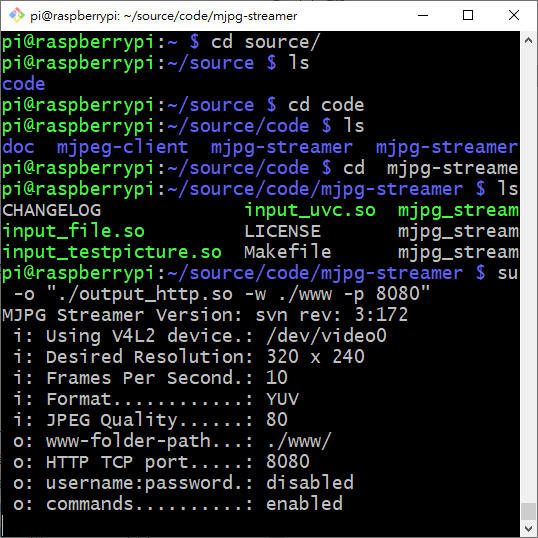 pi@raspberrypi: ~/source/code/mjpg-streamer
pi@raspberrypi:~ $ cd source/
pi@raspberrypi:~/source $ ls
code
pi@raspberrypi:~/source $ cd code
pi@raspberrypi:~/source/code $ ls
doc  mjpeg-client  mjpg-streamer  mjpg-streamer
pi@raspberrypi:~/source/code $ cd  mjpg-streame
pi@raspberrypi:~/source/code/mjpg-streamer $ ls
CHANGELOG             input_uvc.so  mjpg_stream
input_file.so         LICENSE       mjpg_stream
input_testpicture.so  Makefile      mjpg_stream
pi@raspberrypi:~/source/code/mjpg-streamer $ su
 -o "./output_http.so -w ./www -p 8080"
MJPG Streamer Version: svn rev: 3:172
 i: Using V4L2 device.: /dev/video0
 i: Desired Resolution: 320 x 240
 i: Frames Per Second.: 10
 i: Format............: YUV
 i: JPEG Quality......: 80
 o: www-folder-path...: ./www/
 o: HTTP TCP port.....: 8080
 o: username:password.: disabled
 o: commands..........: enabled